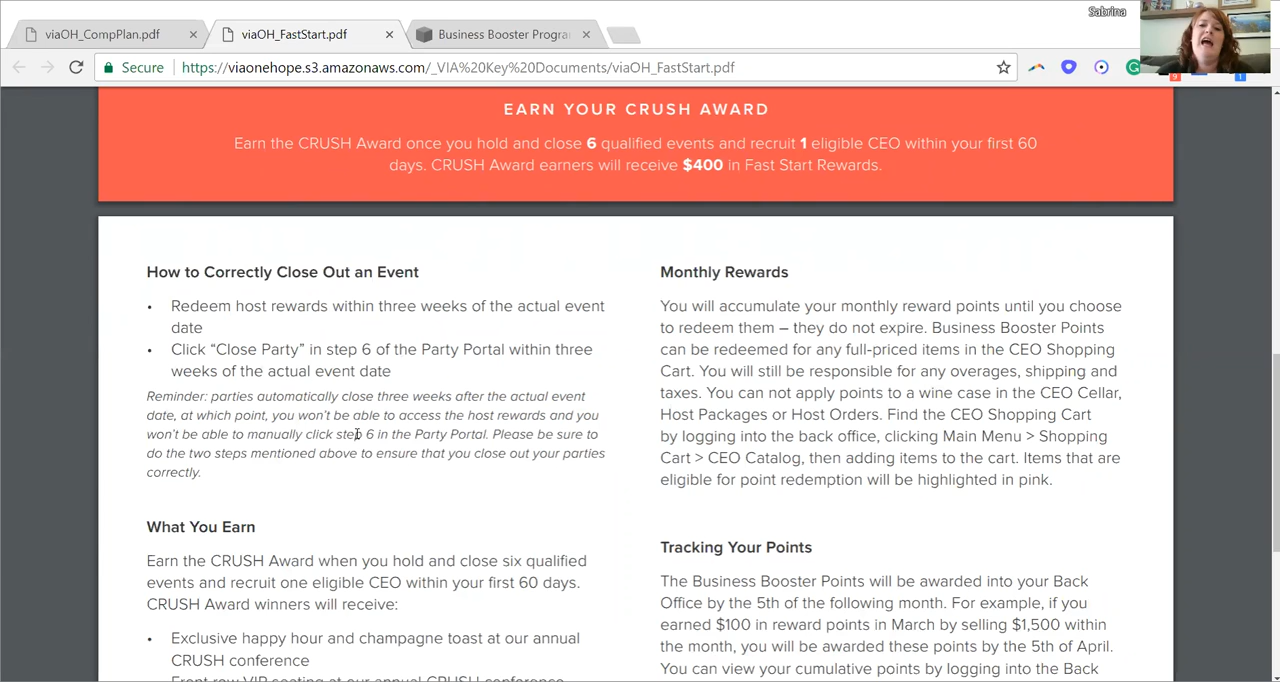 Sabrina
viaOH_CompPlan.pdf
viaOH_FastStart.pdf
Business Booster Progra
Secure
https://viaonehope.s3.amazonaws.com/_VIA%20Key%20Documents/viaOH_FastStart.pdf
EARN YOUR CRUSH AWARD
Earn the CRUSH Award once you hold and close 6 qualified events and recruit 1 eligible CEO within your first 60
days. CRUSH Award earners will receive $400 in Fast Start Rewards.
How to Correctly Close Out an Event
• Redeem host rewards within three weeks of the actual event
date
• Click “Close Party” in step 6 of the Party Portal within three
weeks of the actual event date
Reminder: parties automatically close three weeks after the actual event
date, at which point, you won’t be able to access the host rewards and you
won’t be able to manually click step 6 in the Party Portal. Please be sure to
do the two steps mentioned above to ensure that you close out your parties
correctly.
What You Earn
Earn the CRUSH Award when you hold and close six qualified
events and recruit one eligible CEO within your first 60 days.
CRUSH Award winners will receive:
• Exclusive happy hour and champagne toast at our annual
CRUSH conference
Front row VIP seating at our annual CRUSH conference
Monthly Rewards
You will accumulate your monthly reward points until you choose
to redeem them – they do not expire. Business Booster Points
can be redeemed for any full-priced items in the CEO Shopping
Cart. You will still be responsible for any overages, shipping and
taxes. You can not apply points to a wine case in the CEO Cellar,
Host Packages or Host Orders. Find the CEO Shopping Cart
by logging into the back office, clicking Main Menu > Shopping
Cart > CEO Catalog, then adding items to the cart. Items that are
eligible for point redemption will be highlighted in pink.
Tracking Your Points
The Business Booster Points will be awarded into your Back
Office by the 5th of the following month. For example, if you
earned $100 in reward points in March by selling $1,500 within
the month, you will be awarded these points by the 5th of April.
You can view your cumulative points by logging into the Back